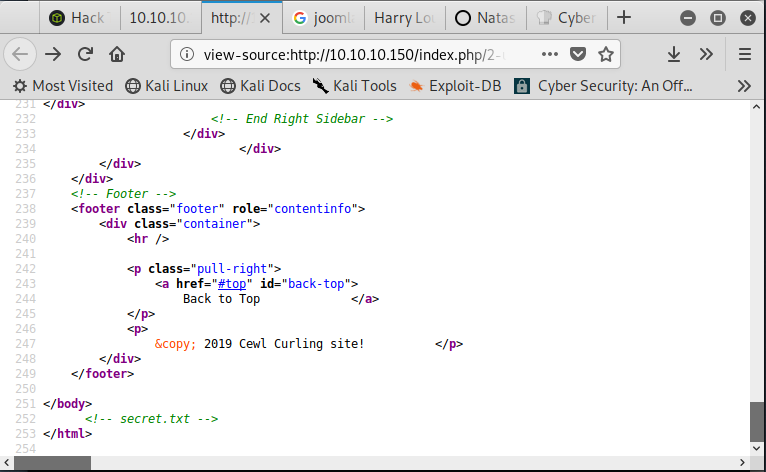 Hack 10.10.10. http:// joomla Harry Lou Natas Cyber
view-source:http://10.10.10.150/index.php/2-
Most Visited Kali Linux Kali Docs Kali Tools Exploit-DB Cyber Security: An Off…
231 </div>
232 <!-- End Right Sidebar -->
233 </div>
234 </div>
235 </div>
236 </div>
237 <!-- Footer -->
238 <footer class="footer" role="contentinfo">
239 <div class="container">
240 <hr />
241
242 <p class="pull-right">
243 <a href="#top" id="back-top">
244 Back to Top </a>
245 </p>
246 <p>
247 &copy; 2019 Cewl Curling site! </p>
248 </div>
249 </footer>
250
251 </body>
252 <!-- secret.txt -->
253 </html>
254